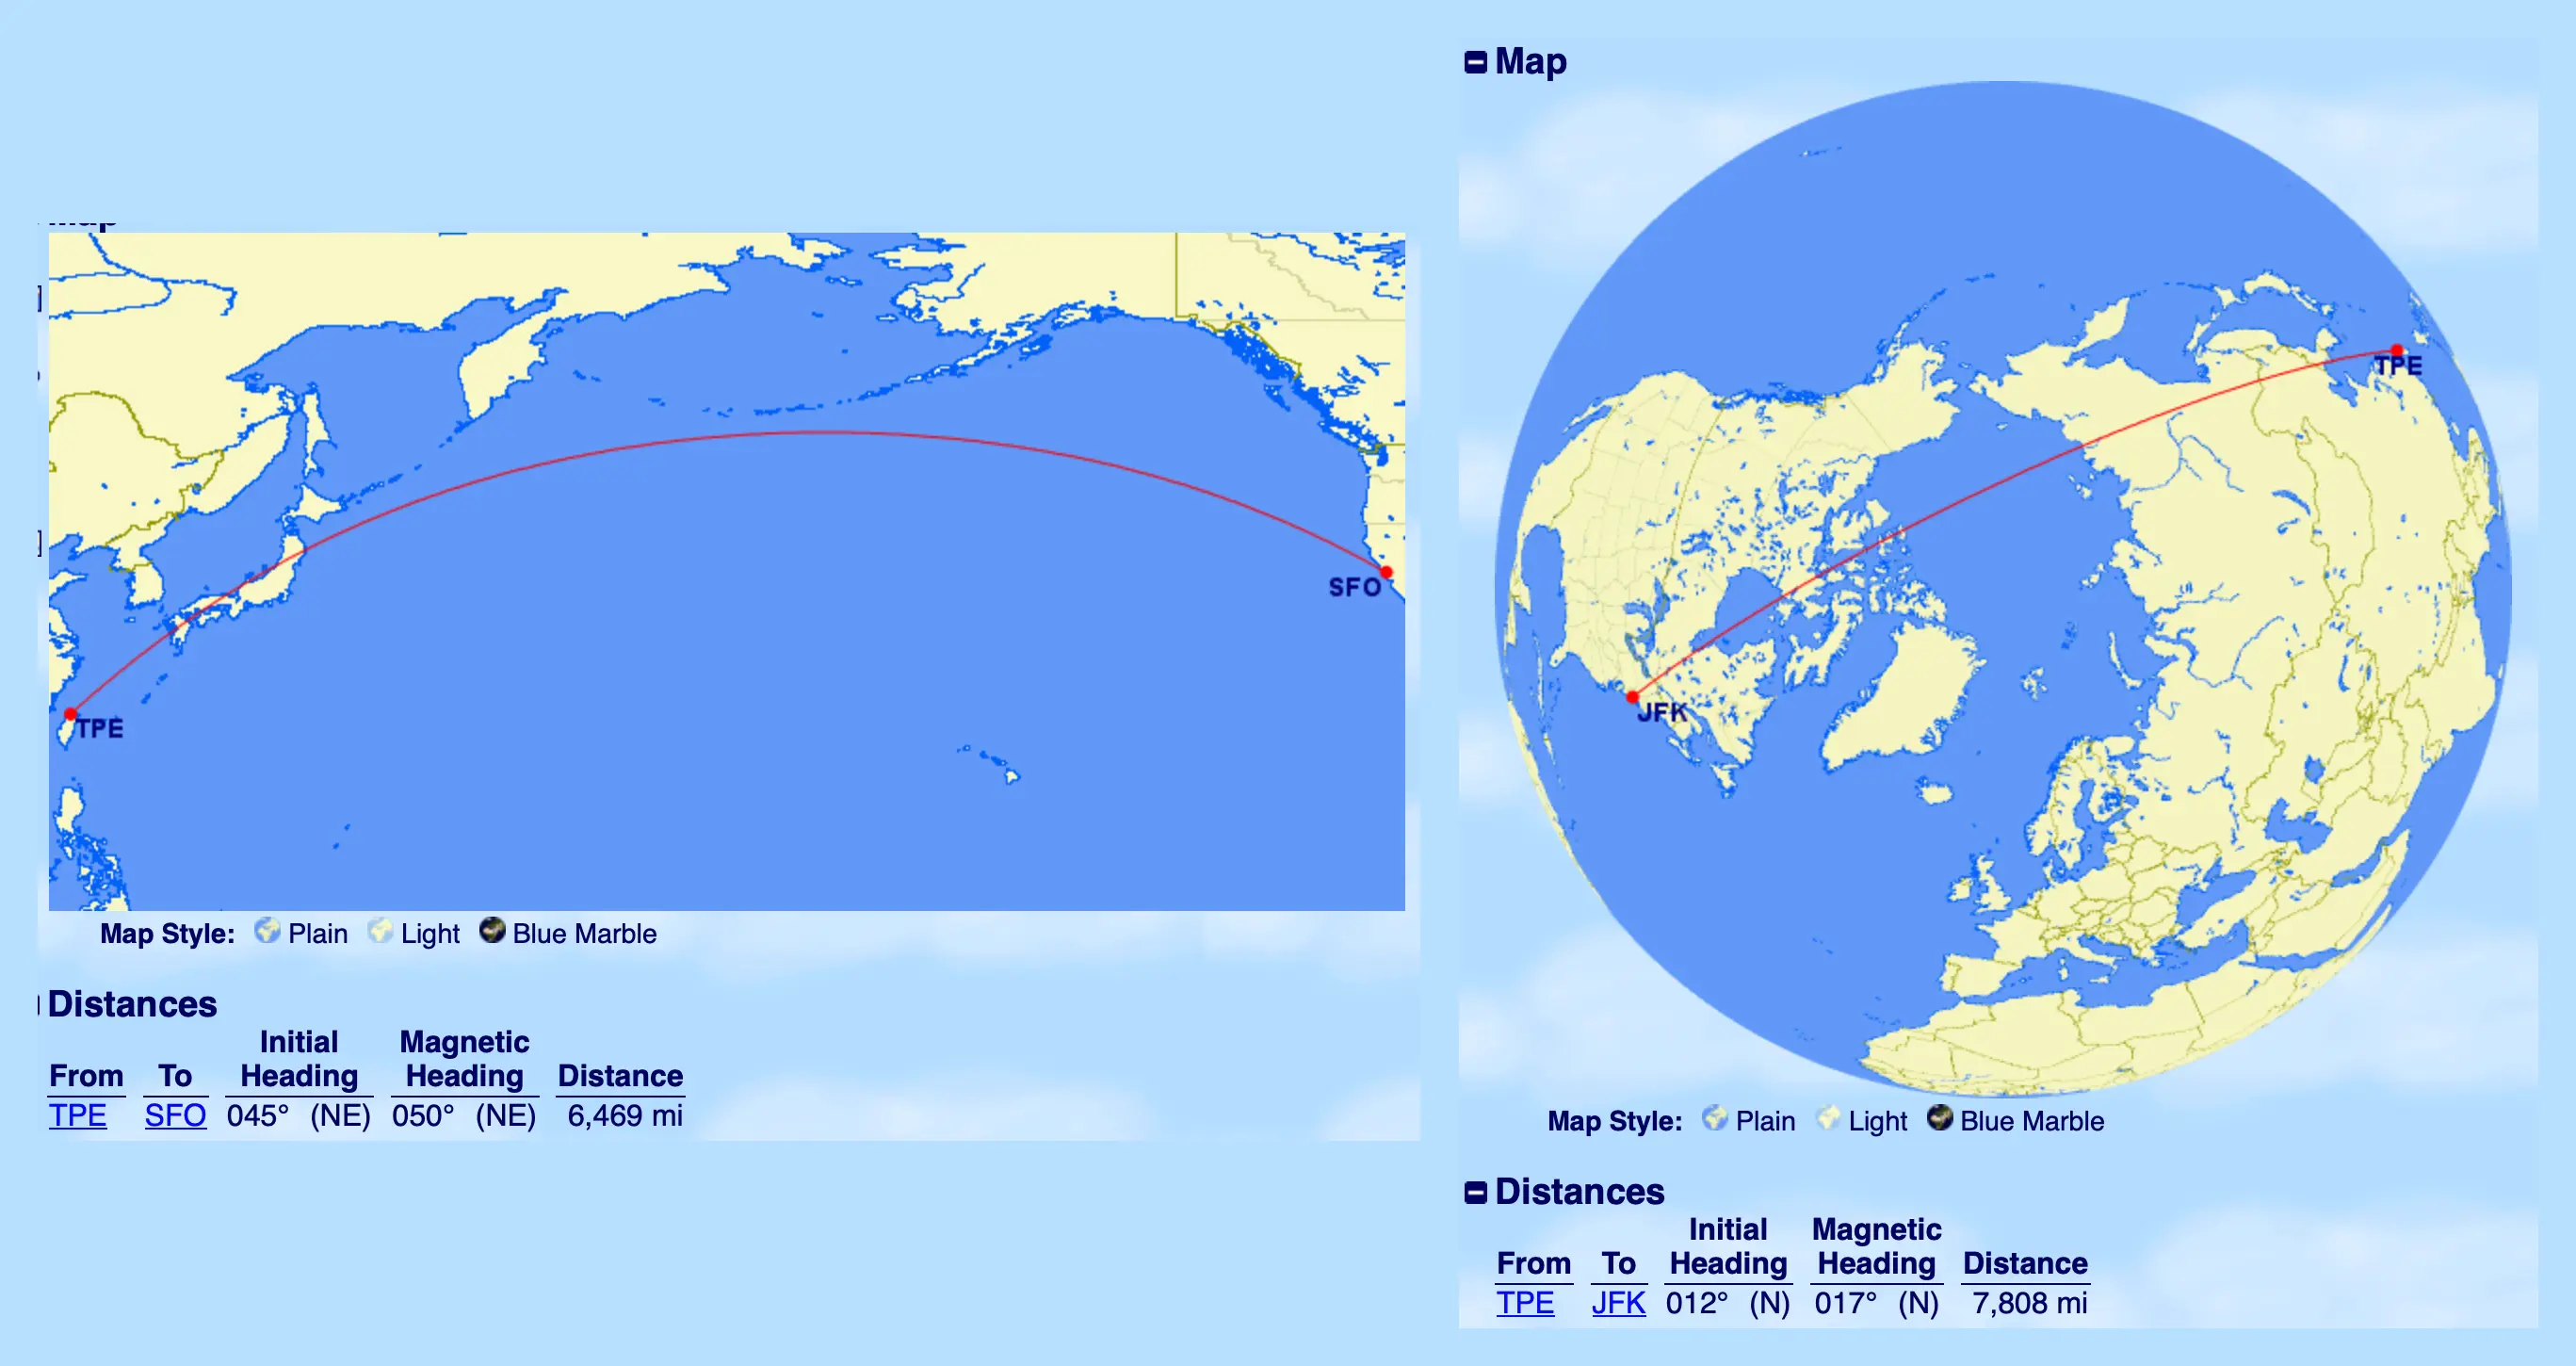 Map
SFO
TPE
Map Style: Plain Light Blue Marble
Distances
Initial Magnetic
From To Heading Heading Distance
TPE SFO 045° (NE) 050° (NE) 6,469 mi
Map
TPE
JFK
Map Style: Plain Light Blue Marble
Distances
Initial Magnetic
From To Heading Heading Distance
TPE JFK 012° (N) 017° (N) 7,808 mi